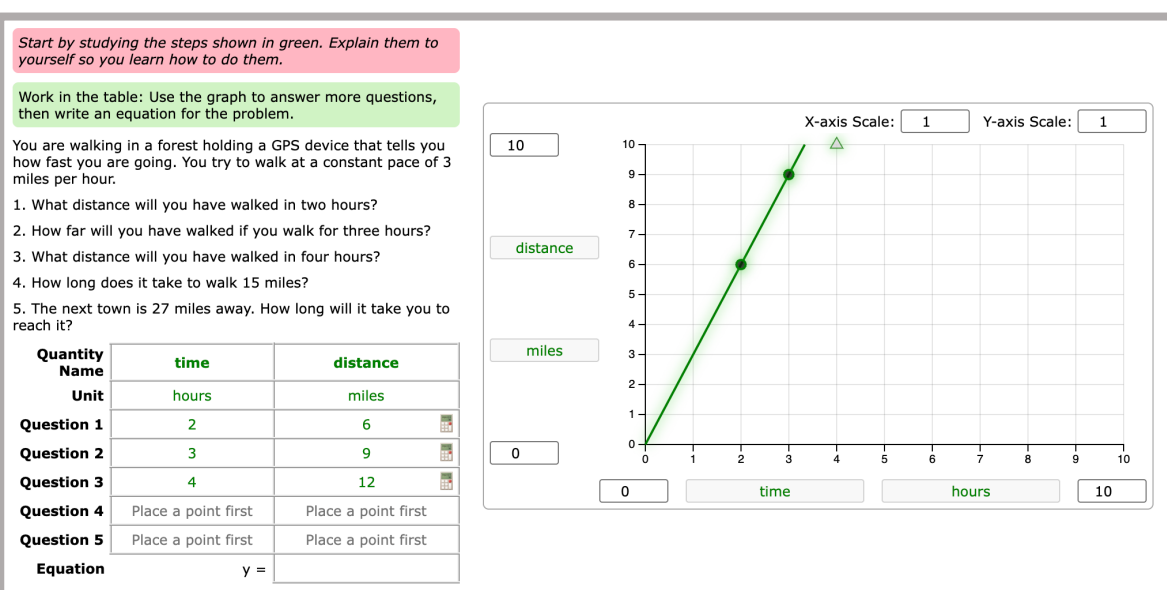 Start by studying the steps shown in green. Explain them to
yourself so you learn how to do them.
Work in the table: Use the graph to answer more questions,
then write an equation for the problem.
You are walking in a forest holding a GPS device that tells you
how fast you are going. You try to walk at a constant pace of 3
miles per hour.
1. What distance will you have walked in two hours?
2. How far will you have walked if you walk for three hours?
3. What distance will you have walked in four hours?
4. How long does it take to walk 15 miles?
5. The next town is 27 miles away. How long will it take you to
reach it?
Quantity Name time distance
Unit hours miles
Question 1 2 6
Question 2 3 9
Question 3 4 12
Question 4 Place a point first Place a point first
Question 5 Place a point first Place a point first
Equation y =
X-axis Scale: 1 Y-axis Scale: 1
10
distance
miles
0
10
9
8
7
6
5
4
3
2
1
0
0 1 2 3 4 5 6 7 8 9 10
0 time hours 10